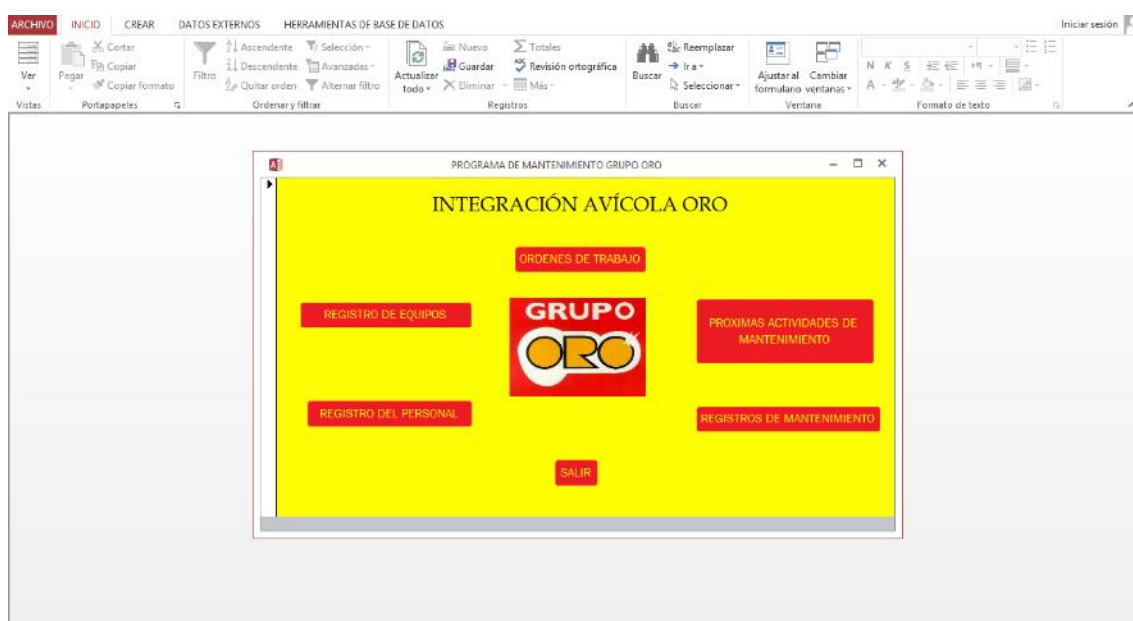 ARCHIVO INICIO CREAR DATOS EXTERNOS HERRAMIENTAS DE BASE DE DATOS Iniciar sesión
Ver
Vistas
Pegar
Cortar
Copiar
Copiar formato
Portapapeles
Filtro
Ascendente
Descendente
Quitar orden
Selección
Avanzadas
Alternar filtro
Ordenar y filtrar
Actualizar
todo
Nuevo
Guardar
Eliminar
Totales
Revisión ortográfica
Más
Registros
Buscar
Reemplazar
Ir a
Seleccionar
Buscar
Ajustar al
formulario
Cambiar
ventanas
Ventana
N K S
A
Formato de texto
PROGRAMA DE MANTENIMIENTO GRUPO ORO
INTEGRACIÓN AVÍCOLA ORO
ORDENES DE TRABAJO
REGISTRO DE EQUIPOS
GRUPO
ORO
PROXIMAS ACTIVIDADES DE
MANTENIMIENTO
REGISTRO DEL PERSONAL
REGISTROS DE MANTENIMIENTO
SALIR